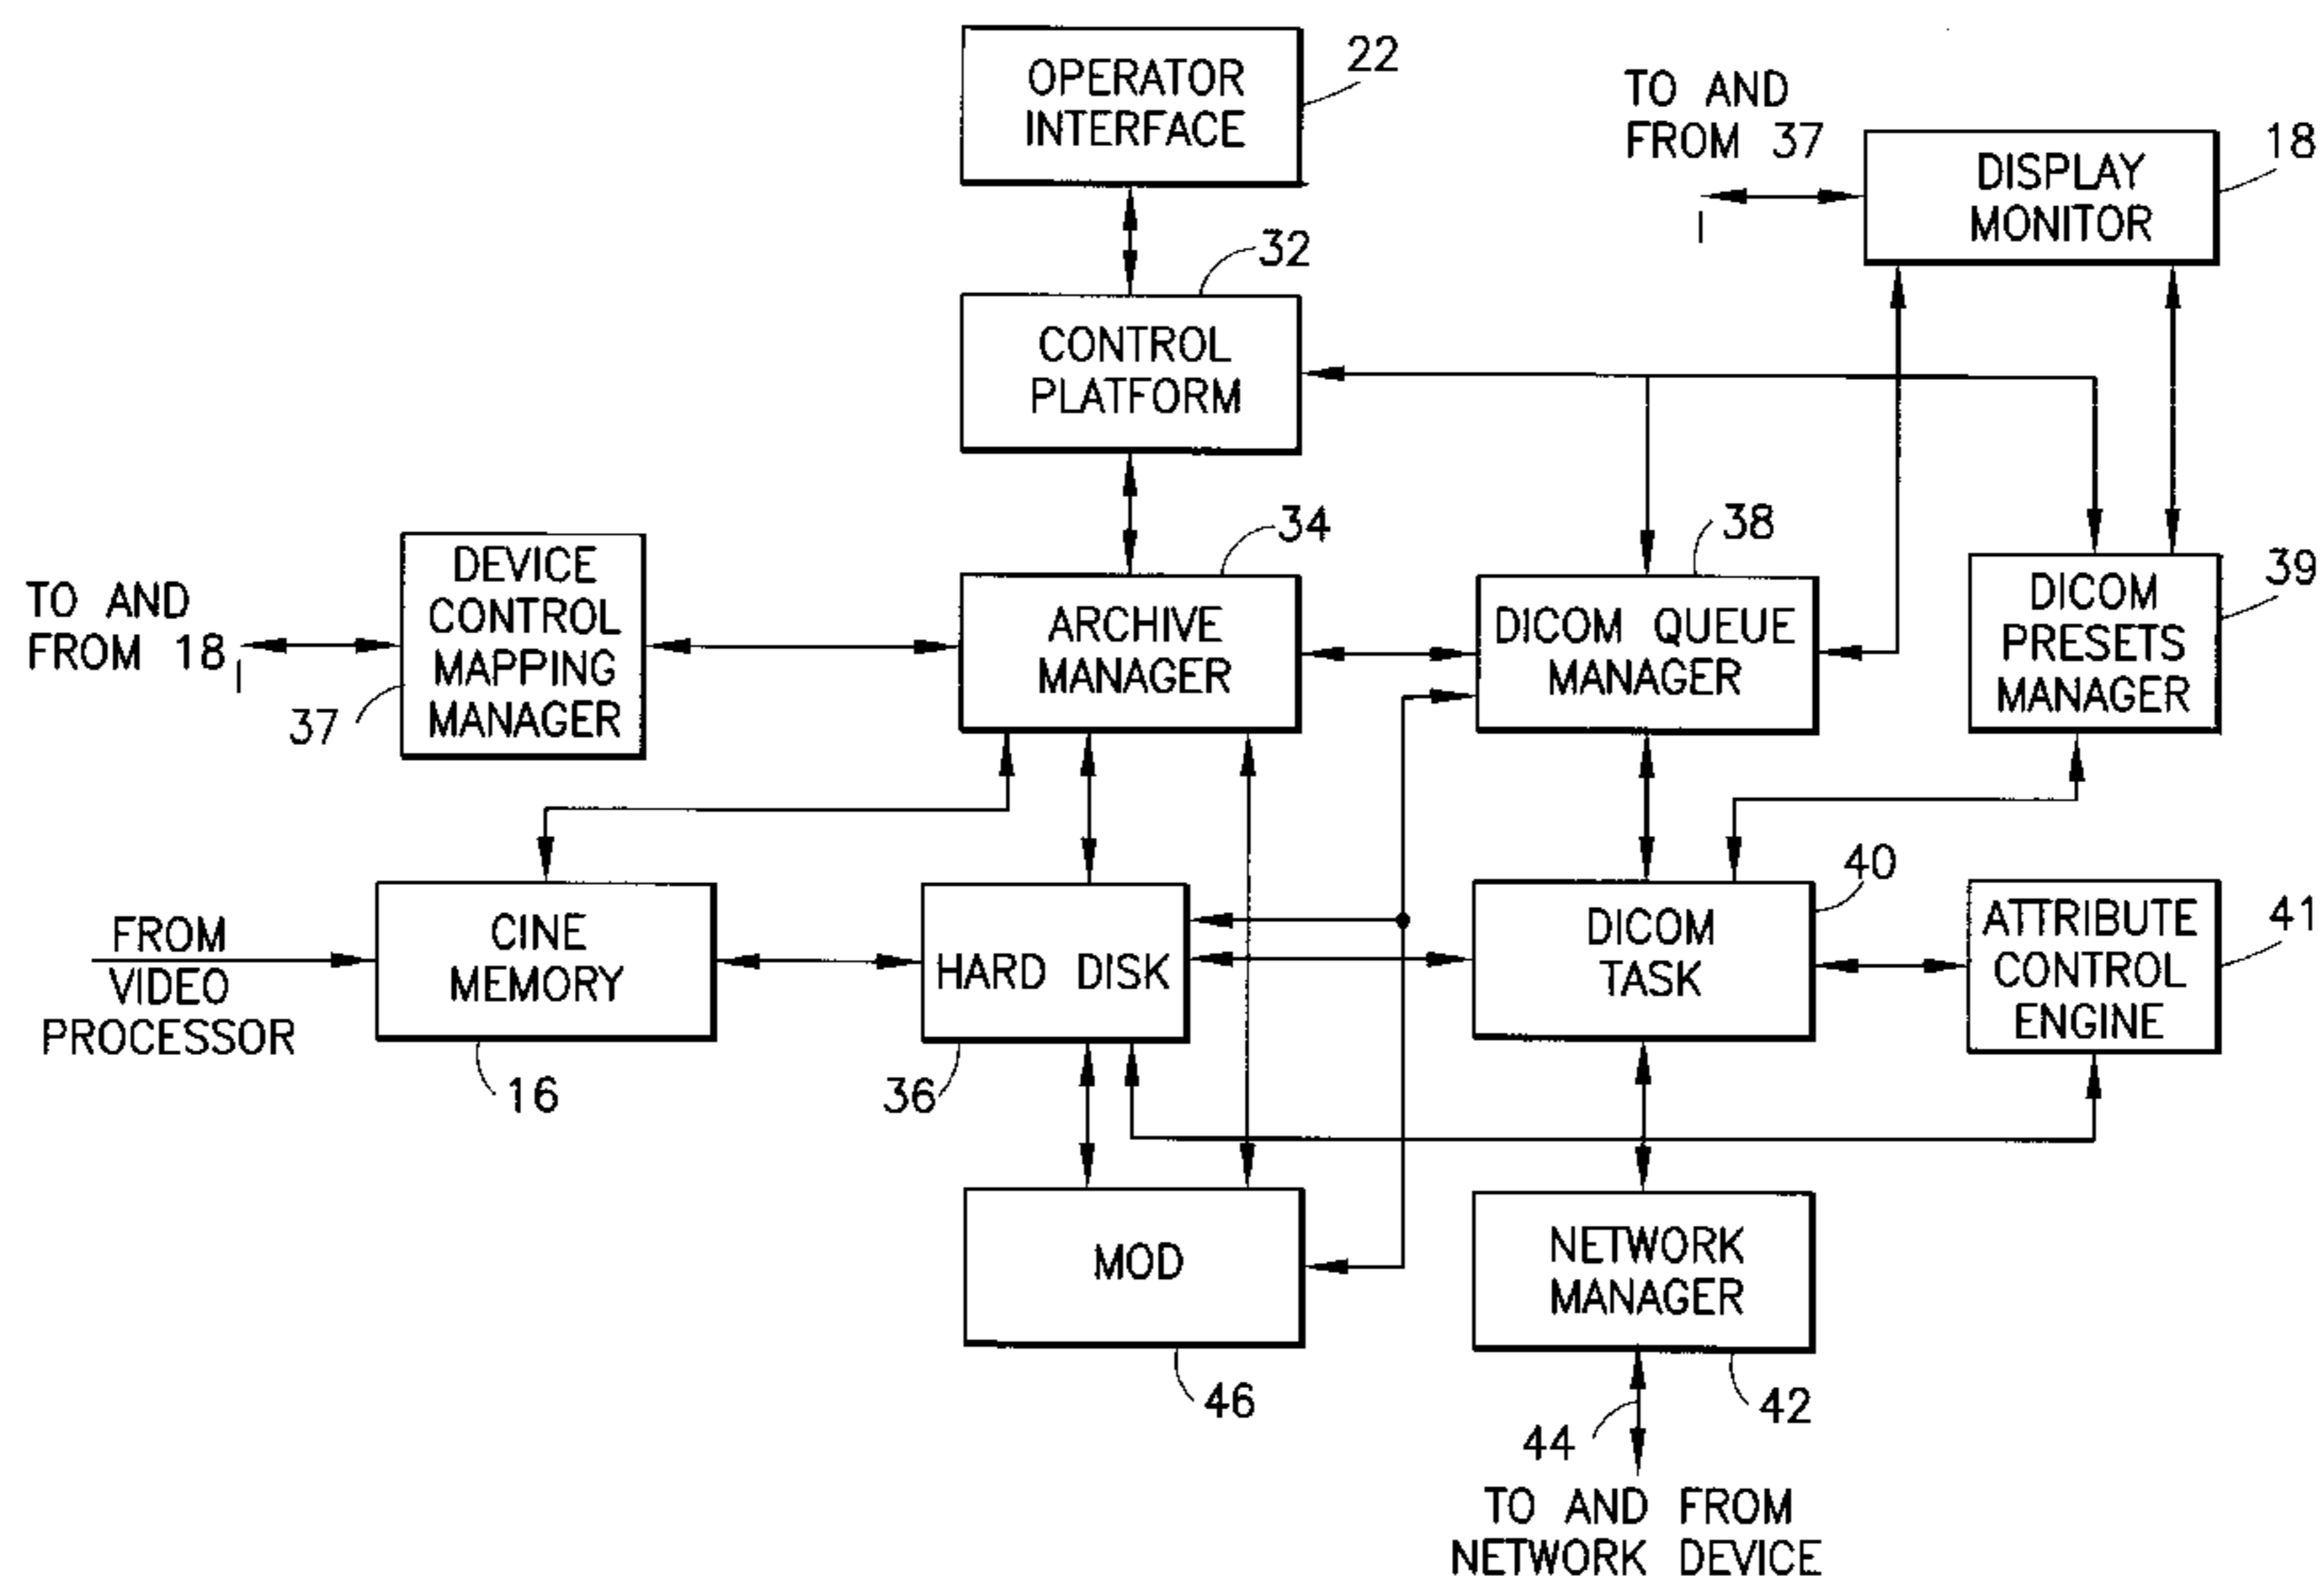 OPERATOR
INTERFACE
22
TO AND
FROM 37
DISPLAY
MONITOR
18
32
CONTROL
PLATFORM
DEVICE
CONTROL
MAPPING
MANAGER
37
TO AND
FROM 18
34
ARCHIVE
MANAGER
38
DICOM QUEUE
MANAGER
39
DICOM
PRESETS
MANAGER
FROM
VIDEO
PROCESSOR
CINE
MEMORY
16
HARD DISK
36
40
DICOM
TASK
41
ATTRIBUTE
CONTROL
ENGINE
MOD
46
NETWORK
MANAGER
42
44
TO AND FROM
NETWORK DEVICE